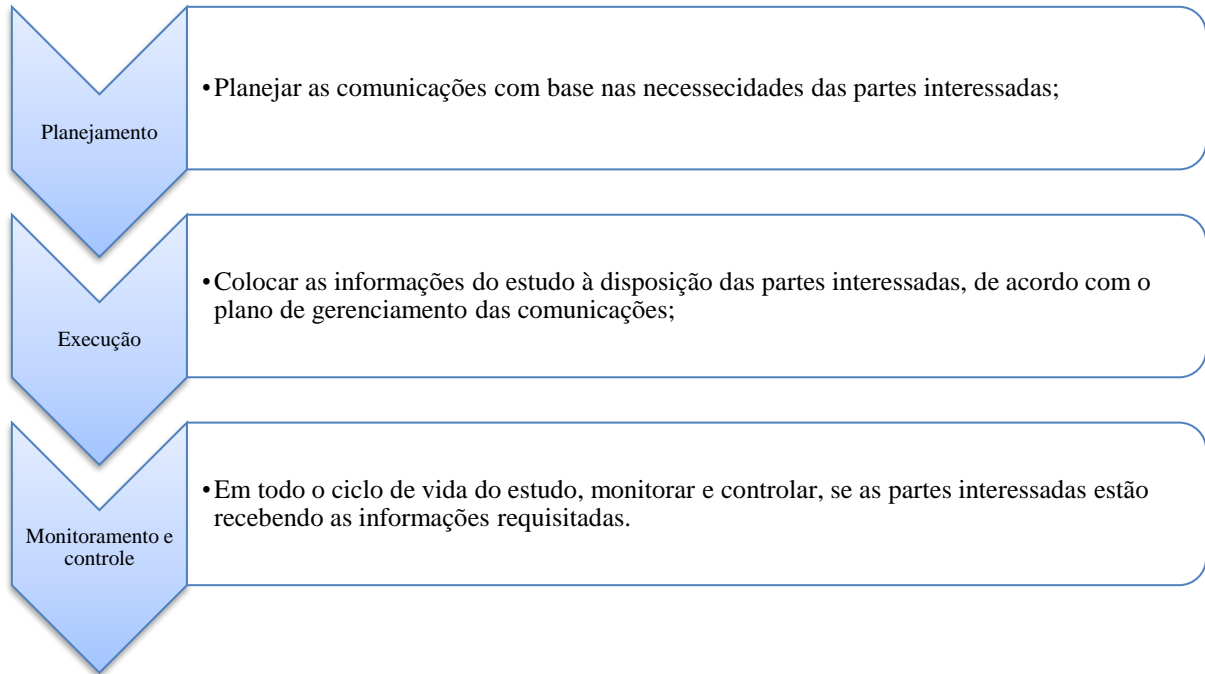 Planejamento
•Planejar as comunicações com base nas necessecidades das partes interessadas;
Execução
•Colocar as informações do estudo à disposição das partes interessadas, de acordo com o
plano de gerenciamento das comunicações;
Monitoramento e
controle
•Em todo o ciclo de vida do estudo, monitorar e controlar, se as partes interessadas estão
recebendo as informações requisitadas.